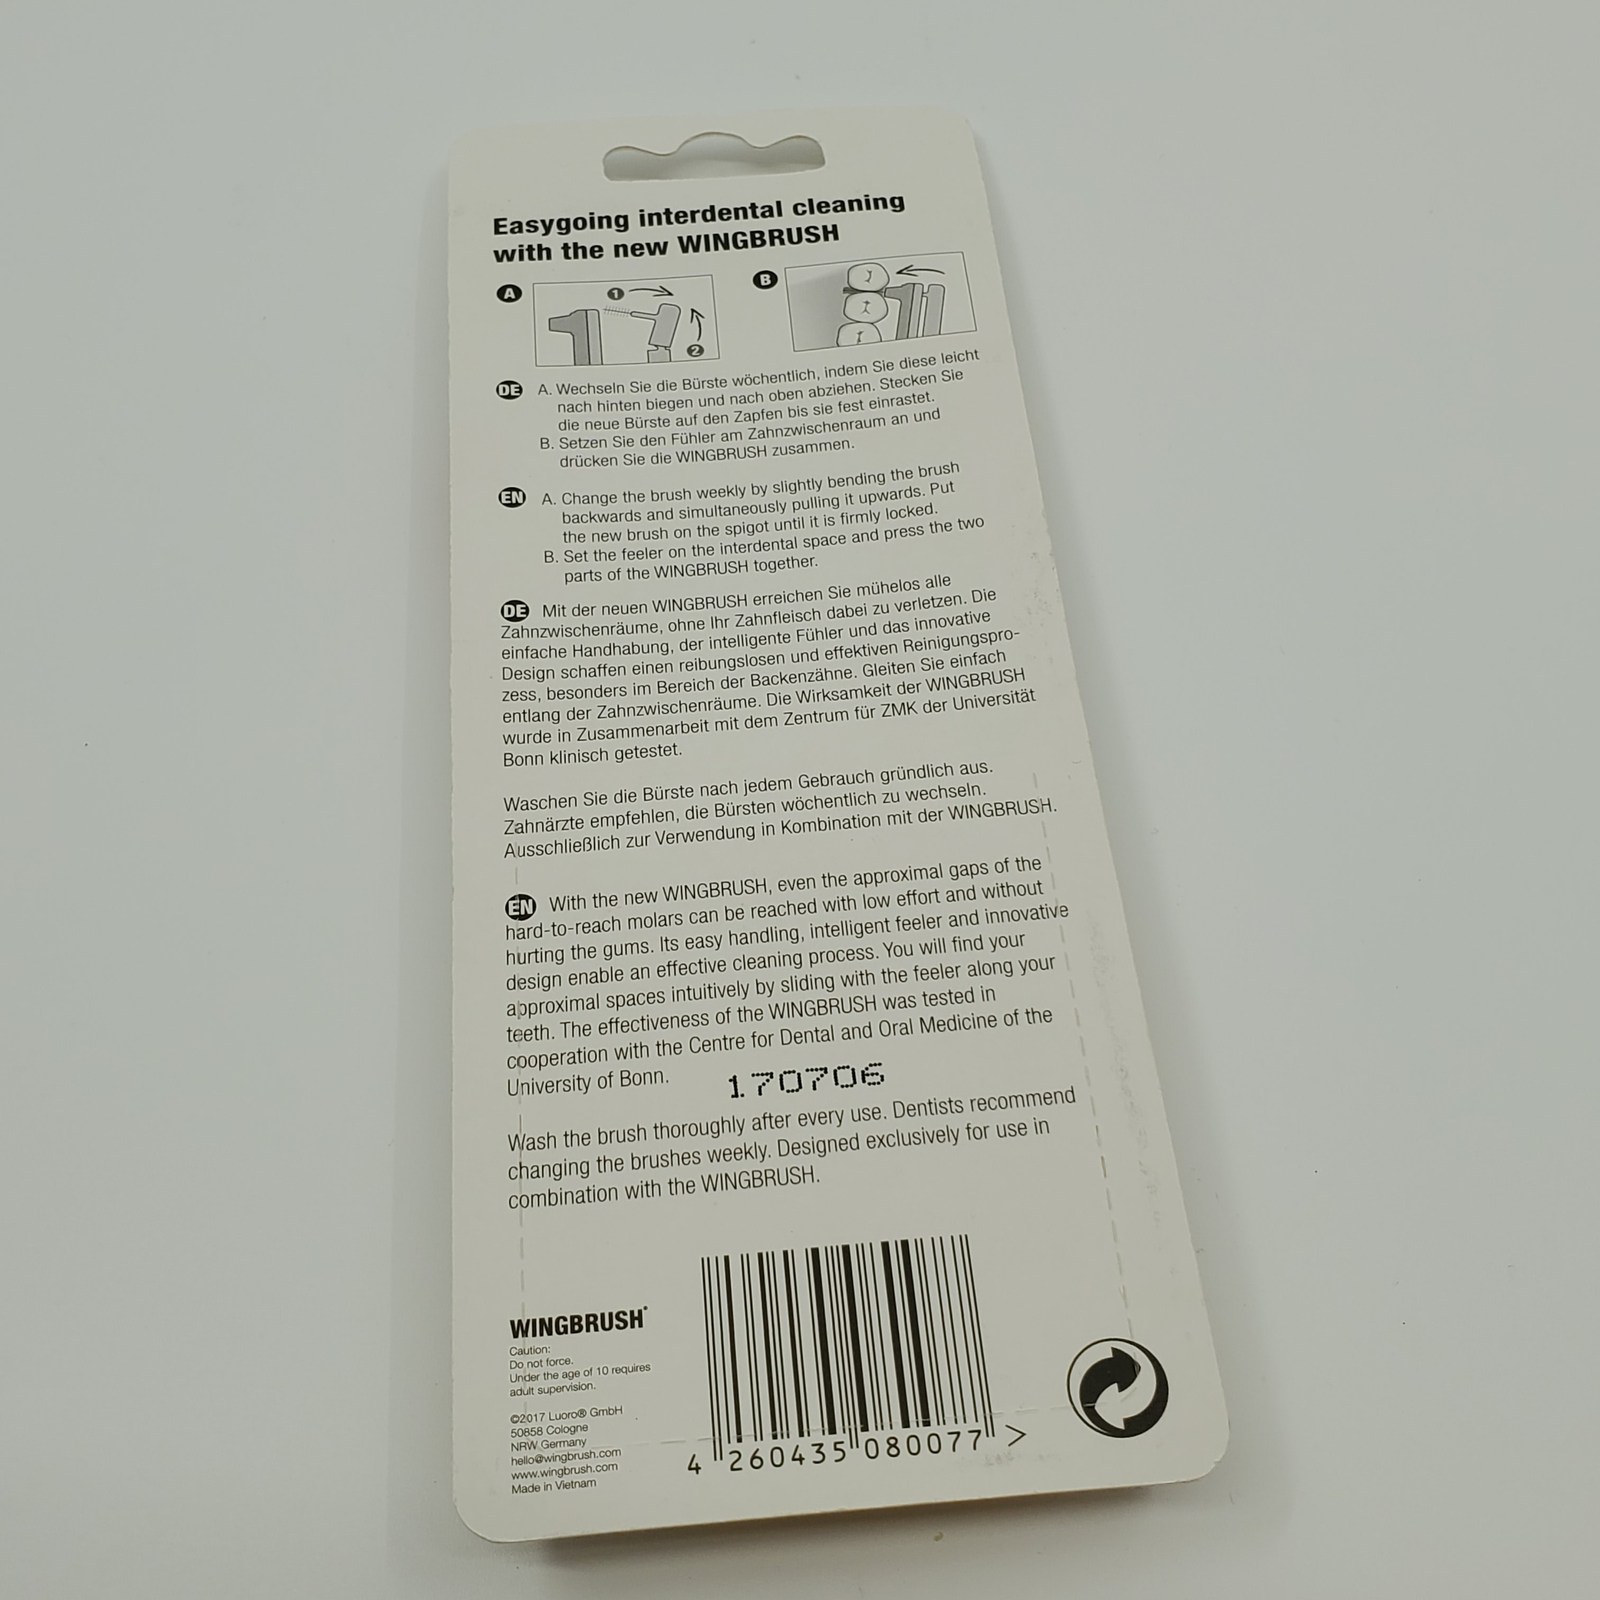 Easygoing interdental cleaning
with the new WINGBRUSH
A
1
2
B
DE A. Wechseln Sie die Bürste wöchentlich, indem Sie diese leicht
nach hinten biegen und nach oben abziehen. Stecken Sie
die neue Bürste auf den Zapfen bis sie fest einrastet.
B. Setzen Sie den Fühler am Zahnzwischenraum an und
drücken Sie die WINGBRUSH zusammen.
EN A. Change the brush weekly by slightly bending the brush
backwards and simultaneously pulling it upwards. Put
the new brush on the spigot until it is firmly locked.
B. Set the feeler on the interdental space and press the two
parts of the WINGBRUSH together.
DE Mit der neuen WINGBRUSH erreichen Sie mühelos alle
Zahnzwischenräume, ohne Ihr Zahnfleisch dabei zu verletzen. Die
einfache Handhabung, der intelligente Fühler und das innovative
Design schaffen einen reibungslosen und effektiven Reinigungspro-
zess, besonders im Bereich der Backenzähne. Gleiten Sie einfach
entlang der Zahnzwischenräume. Die Wirksamkeit der WINGBRUSH
wurde in Zusammenarbeit mit dem Zentrum für ZMK der Universität
Bonn klinisch getestet.
Waschen Sie die Bürste nach jedem Gebrauch gründlich aus.
Zahnärzte empfehlen, die Bürsten wöchentlich zu wechseln.
Ausschließlich zur Verwendung in Kombination mit der WINGBRUSH.
EN With the new WINGBRUSH, even the approximal gaps of the
hard-to-reach molars can be reached with low effort and without
hurting the gums. Its easy handling, intelligent feeler and innovative
design enable an effective cleaning process. You will find your
approximal spaces intuitively by sliding with the feeler along your
teeth. The effectiveness of the WINGBRUSH was tested in
cooperation with the Centre for Dental and Oral Medicine of the
University of Bonn.
170706
Wash the brush thoroughly after every use. Dentists recommend
changing the brushes weekly. Designed exclusively for use in
combination with the WINGBRUSH.
WINGBRUSH®
Caution:
Do not force.
Under the age of 10 requires
adult supervision.
©2017 Luoro® GmbH
50858 Cologne
NRW Germany
hello@wingbrush.com
www.wingbrush.com
Made in Vietnam
4 260435 080077 >